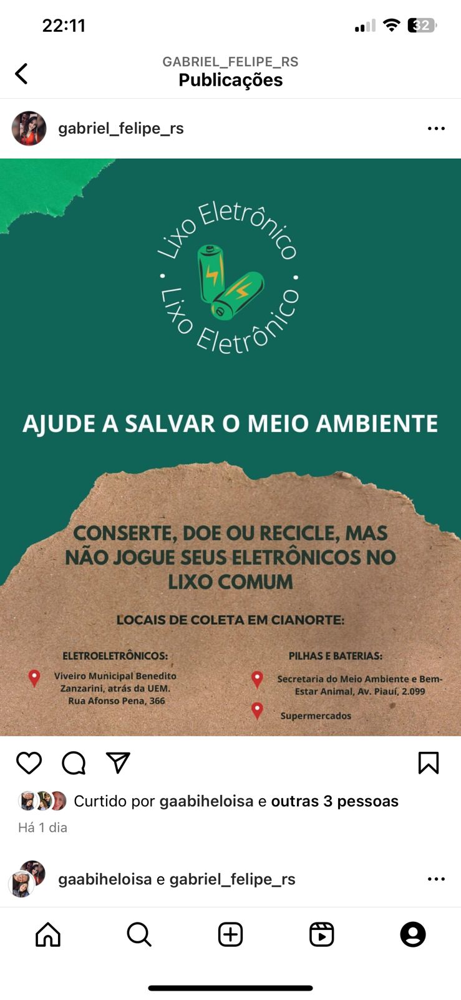 22:11
32
GABRIEL_FELIPE_RS
Publicações
gabriel_felipe_rs
Lixo Eletrônico
Lixo Eletrônico
AJUDE A SALVAR O MEIO AMBIENTE
CONSERTE, DOE OU RECICLE, MAS
NÃO JOGUE SEUS ELETRÔNICOS NO
LIXO COMUM
LOCAIS DE COLETA EM CIANORTE:
ELETROELETRÔNICOS:
Viveiro Municipal Benedito
Zanzarini, atrás da UEM.
Rua Afonso Pena, 366
PILHAS E BATERIAS:
Secretaria do Meio Ambiente e Bem-
Estar Animal, Av. Piauí, 2.099
Supermercados
Curtido por gaabiheloisa e outras 3 pessoas
Há 1 dia
gaabiheloisa e gabriel_felipe_rs